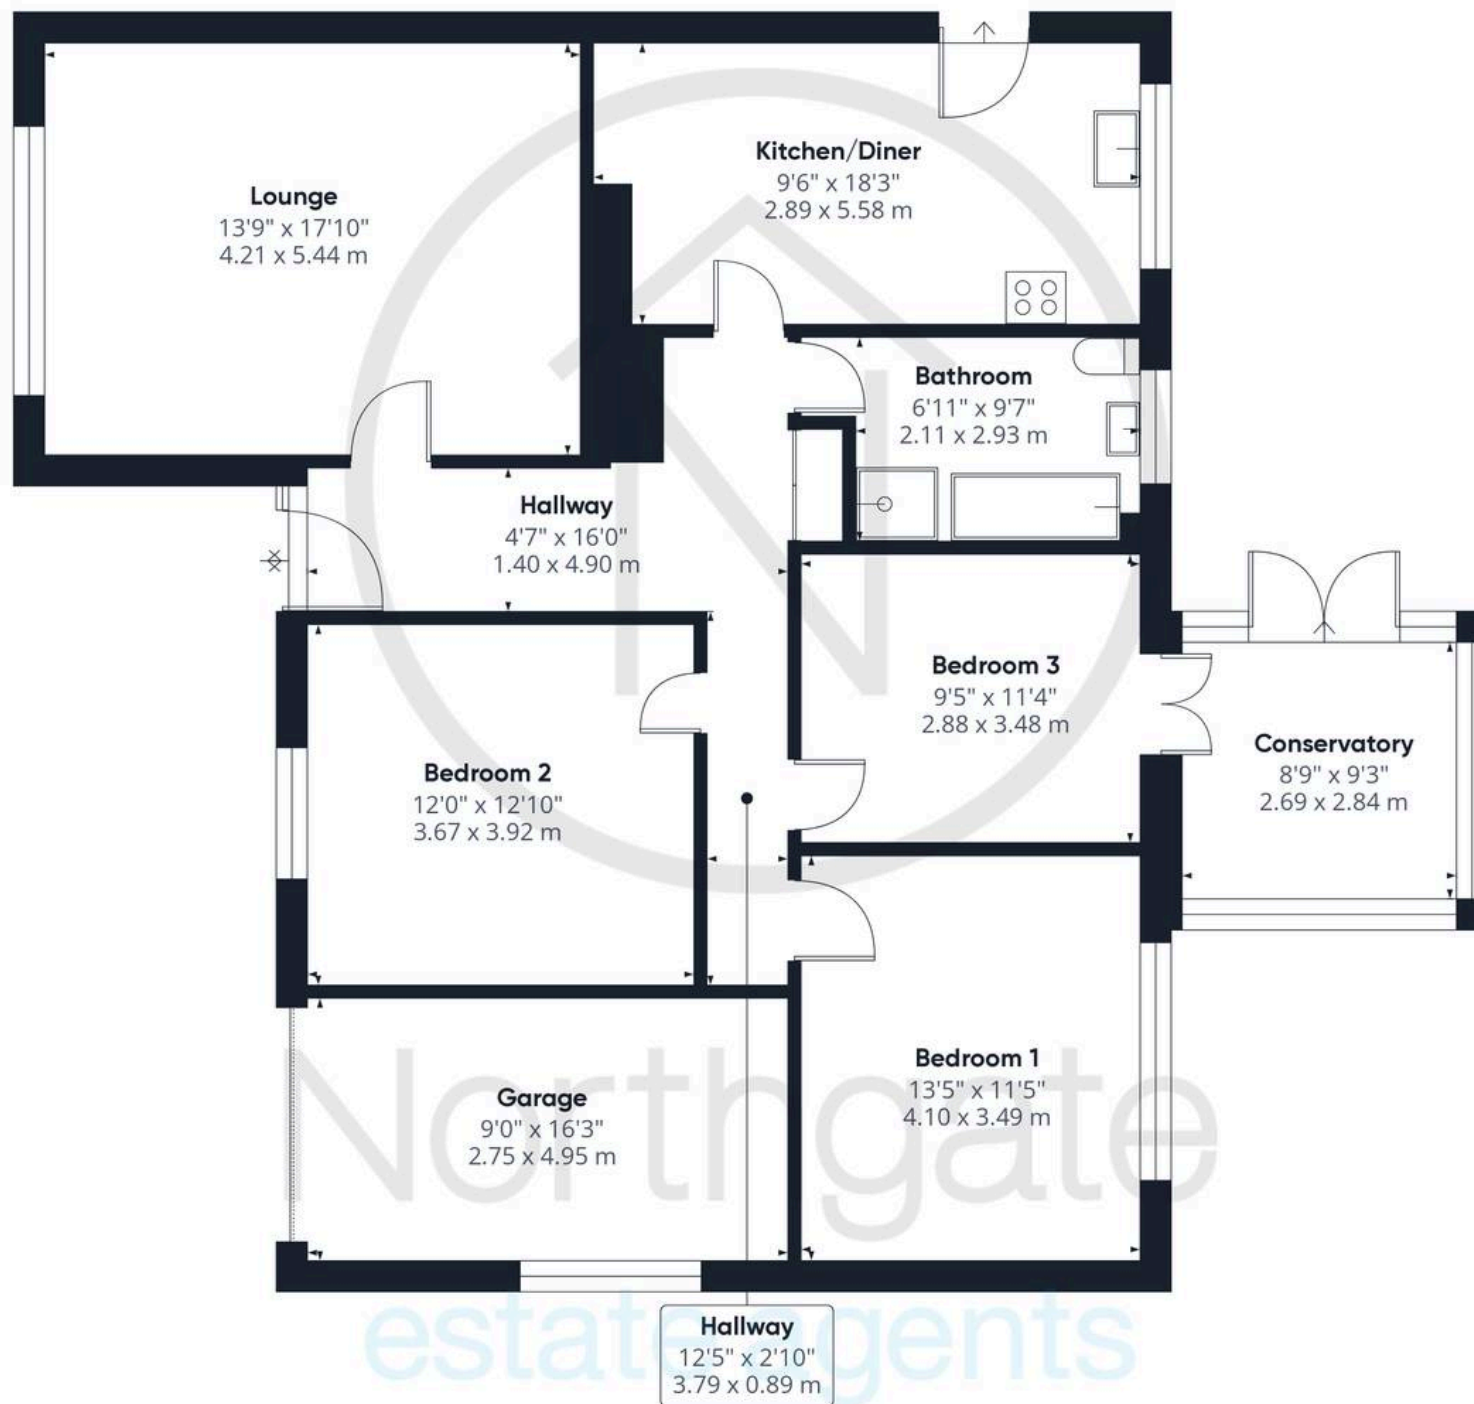 Lounge
13'9" x 17'10"
4.21 x 5.44 m
Kitchen/Diner
9'6" x 18'3"
2.89 x 5.58 m
Bathroom
6'11" x 9'7"
2.11 x 2.93 m
Hallway
4'7" x 16'0"
1.40 x 4.90 m
Bedroom 3
9'5" x 11'4"
2.88 x 3.48 m
Conservatory
8'9" x 9'3"
2.69 x 2.84 m
Bedroom 2
12'0" x 12'10"
3.67 x 3.92 m
Bedroom 1
13'5" x 11'5"
4.10 x 3.49 m
Garage
9'0" x 16'3"
2.75 x 4.95 m
Northgate
estate agents
Hallway
12'5" x 2'10"
3.79 x 0.89 m